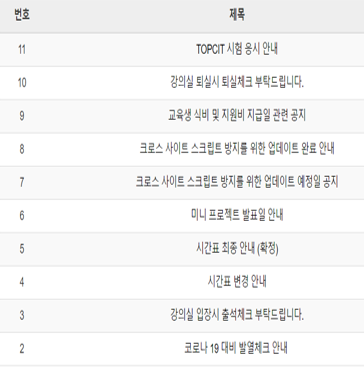 번호 제목
11 TOPCIT 시험 응시 안내
10 강의실 퇴실시 퇴실체크 부탁드립니다.
9 교육생 식비 및 지원비 지급일 관련 공지
8 크로스 사이트 스크립트 방지를 위한 업데이트 완료 안내
7 크로스 사이트 스크립트 방지를 위한 업데이트 예정일 공지
6 미니 프로젝트 발표일 안내
5 시간표 최종 안내 (확정)
4 시간표 변경 안내
3 강의실 입장시 출석체크 부탁드립니다.
2 코로나 19 대비 발열체크 안내